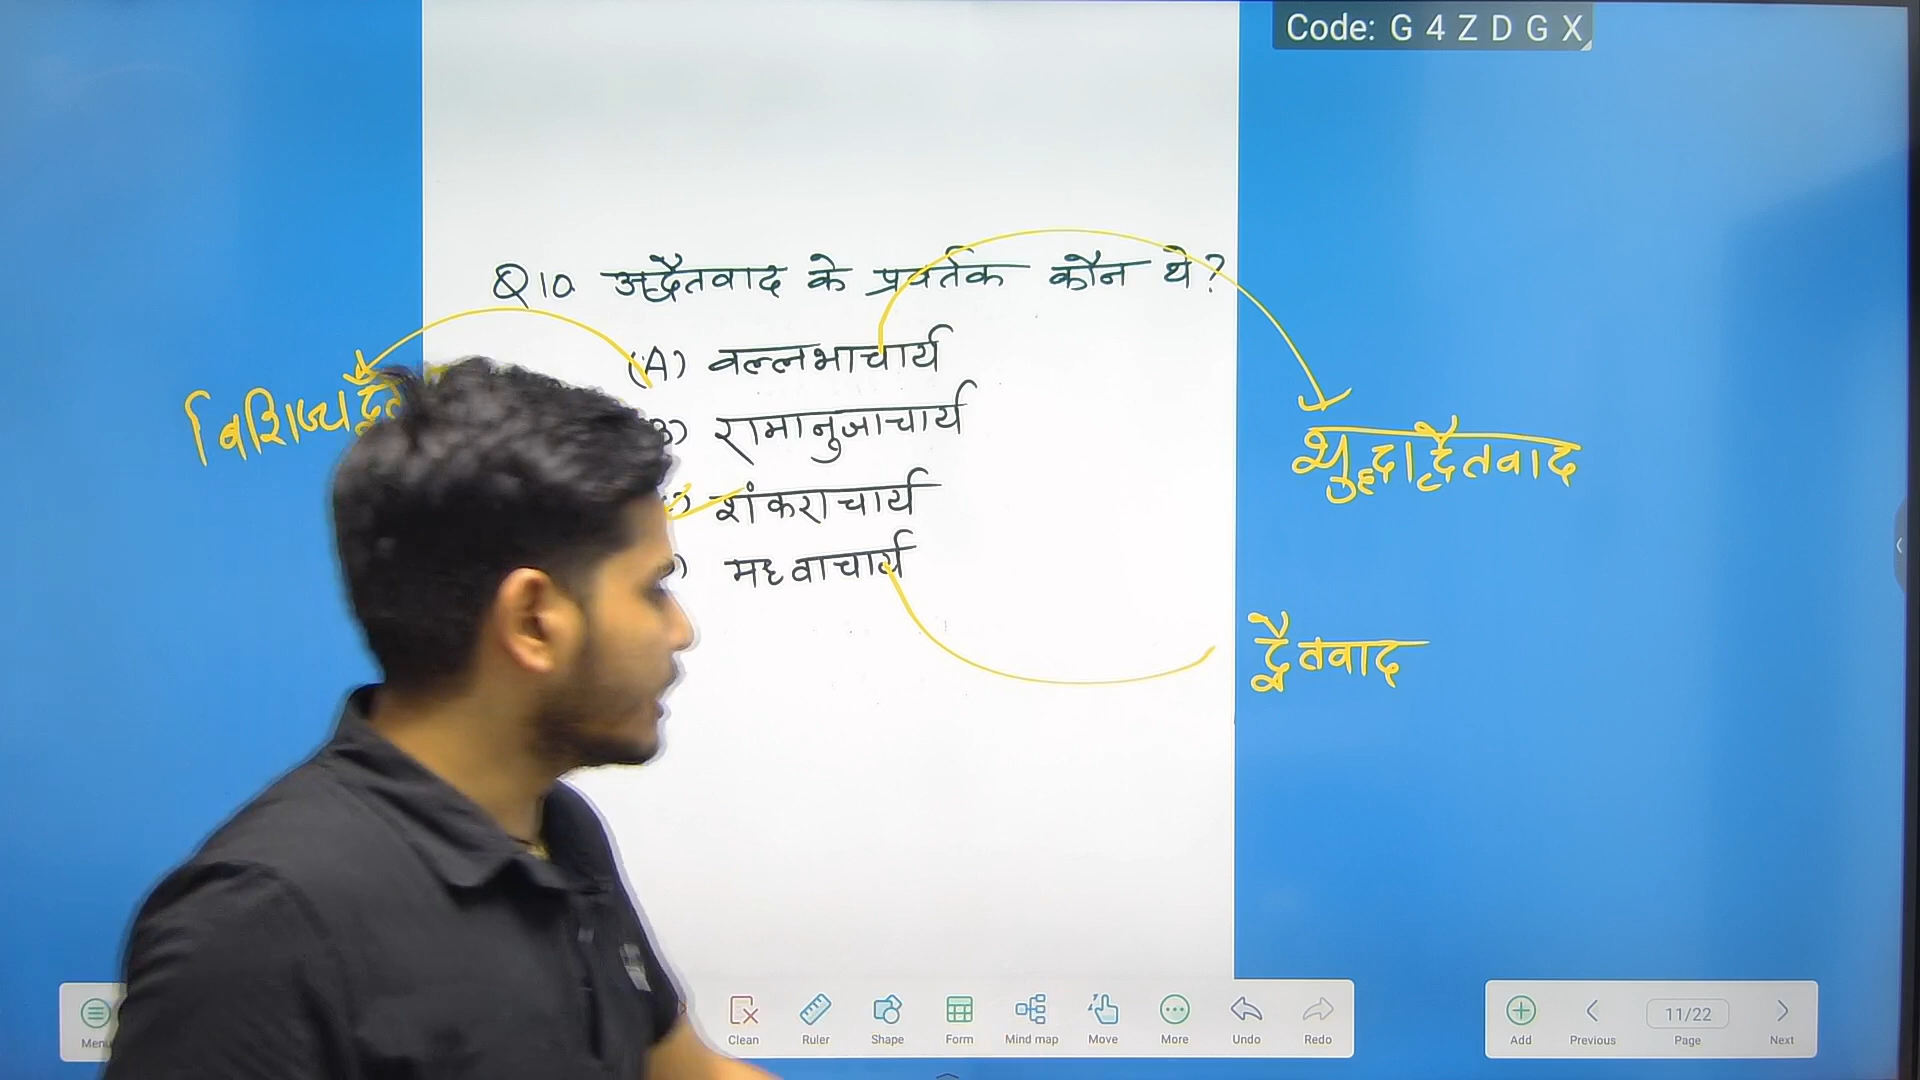 Code: G 4 Z D G X
Q10 अद्वैतवाद के प्रवर्तक कौन थे?
(A) वल्लभाचार्य
रामानुजाचार्य
शंकराचार्य
मध्वाचार्य
शुद्धाद्वैतवाद
द्वैतवाद
Menu
Clean
Ruler
Shape
Form
Mind map
Move
More
Undo
Redo
Add
Previous
11/22
Page
Next